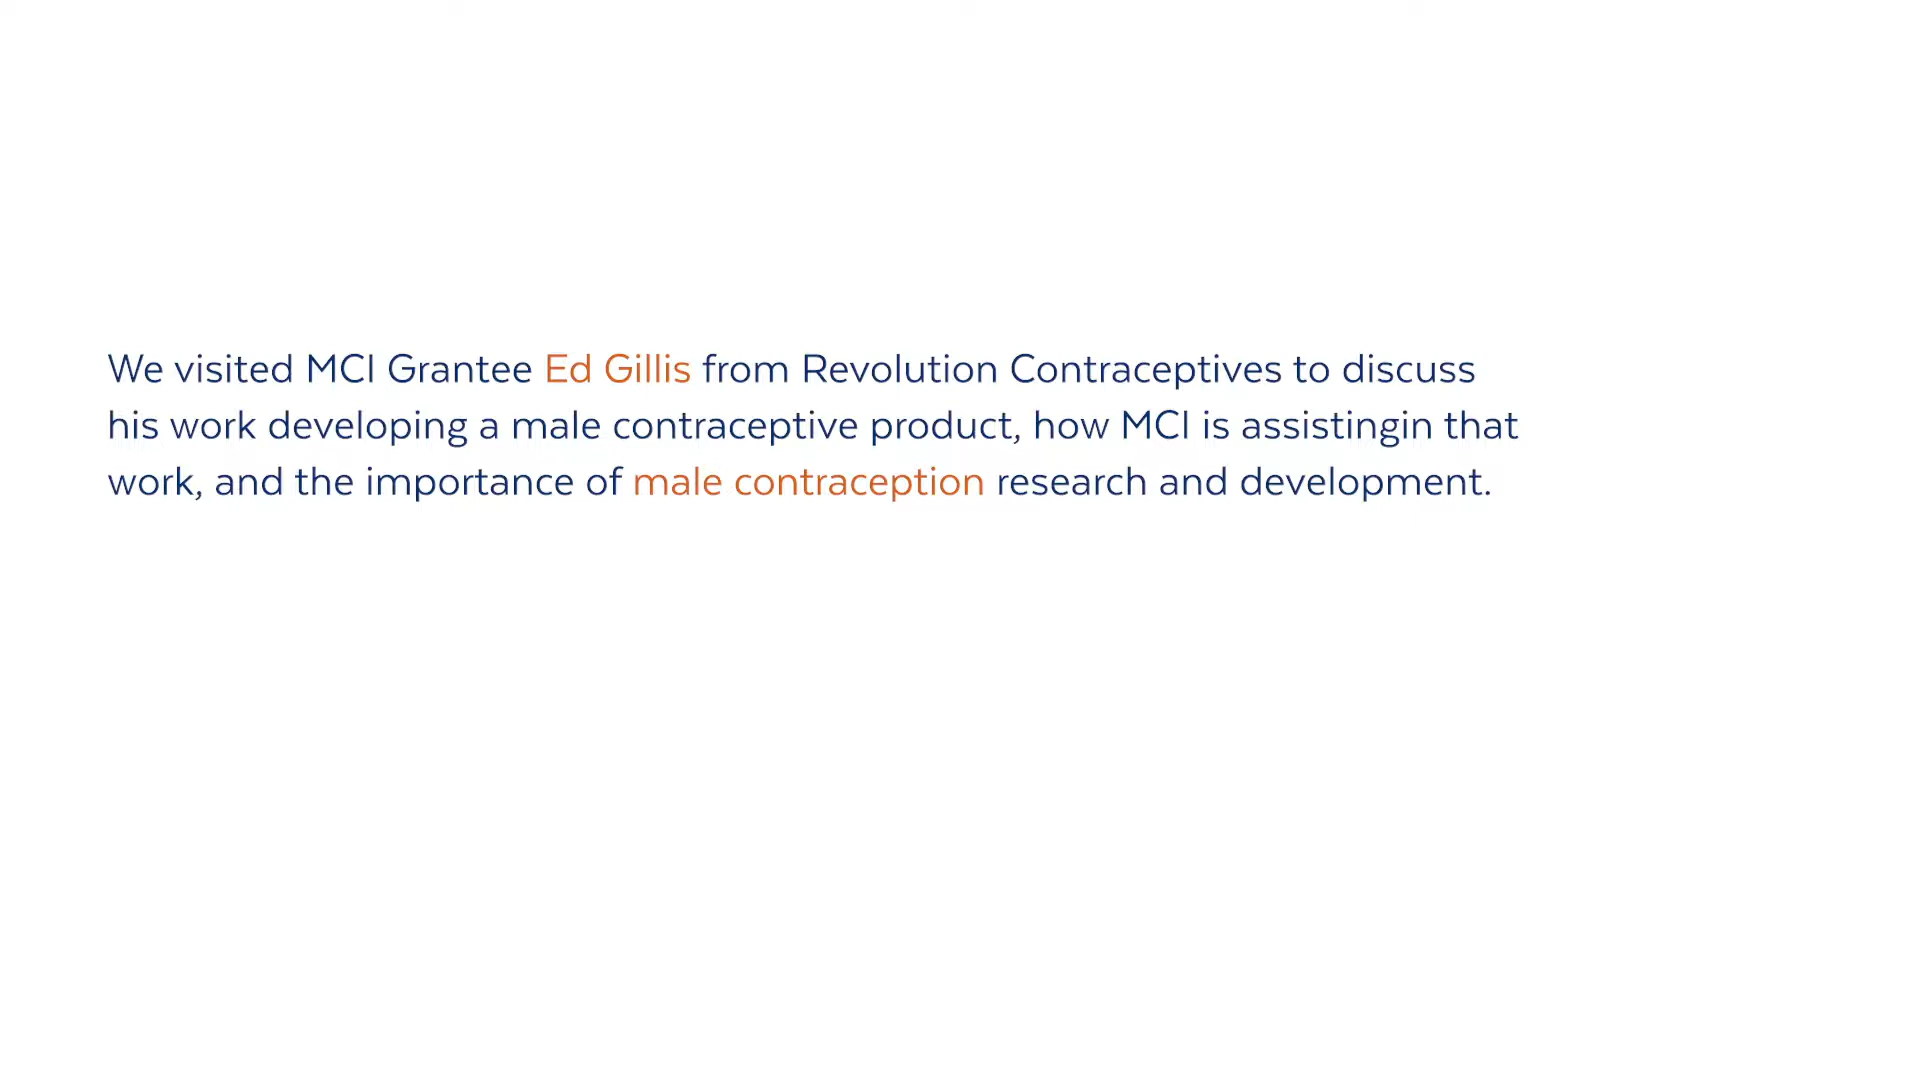 We visited MCI Grantee Ed Gillis from Revolution Contraceptives to discuss
his work developing a male contraceptive product, how MCI is assistingin that
work, and the importance of male contraception research and development.